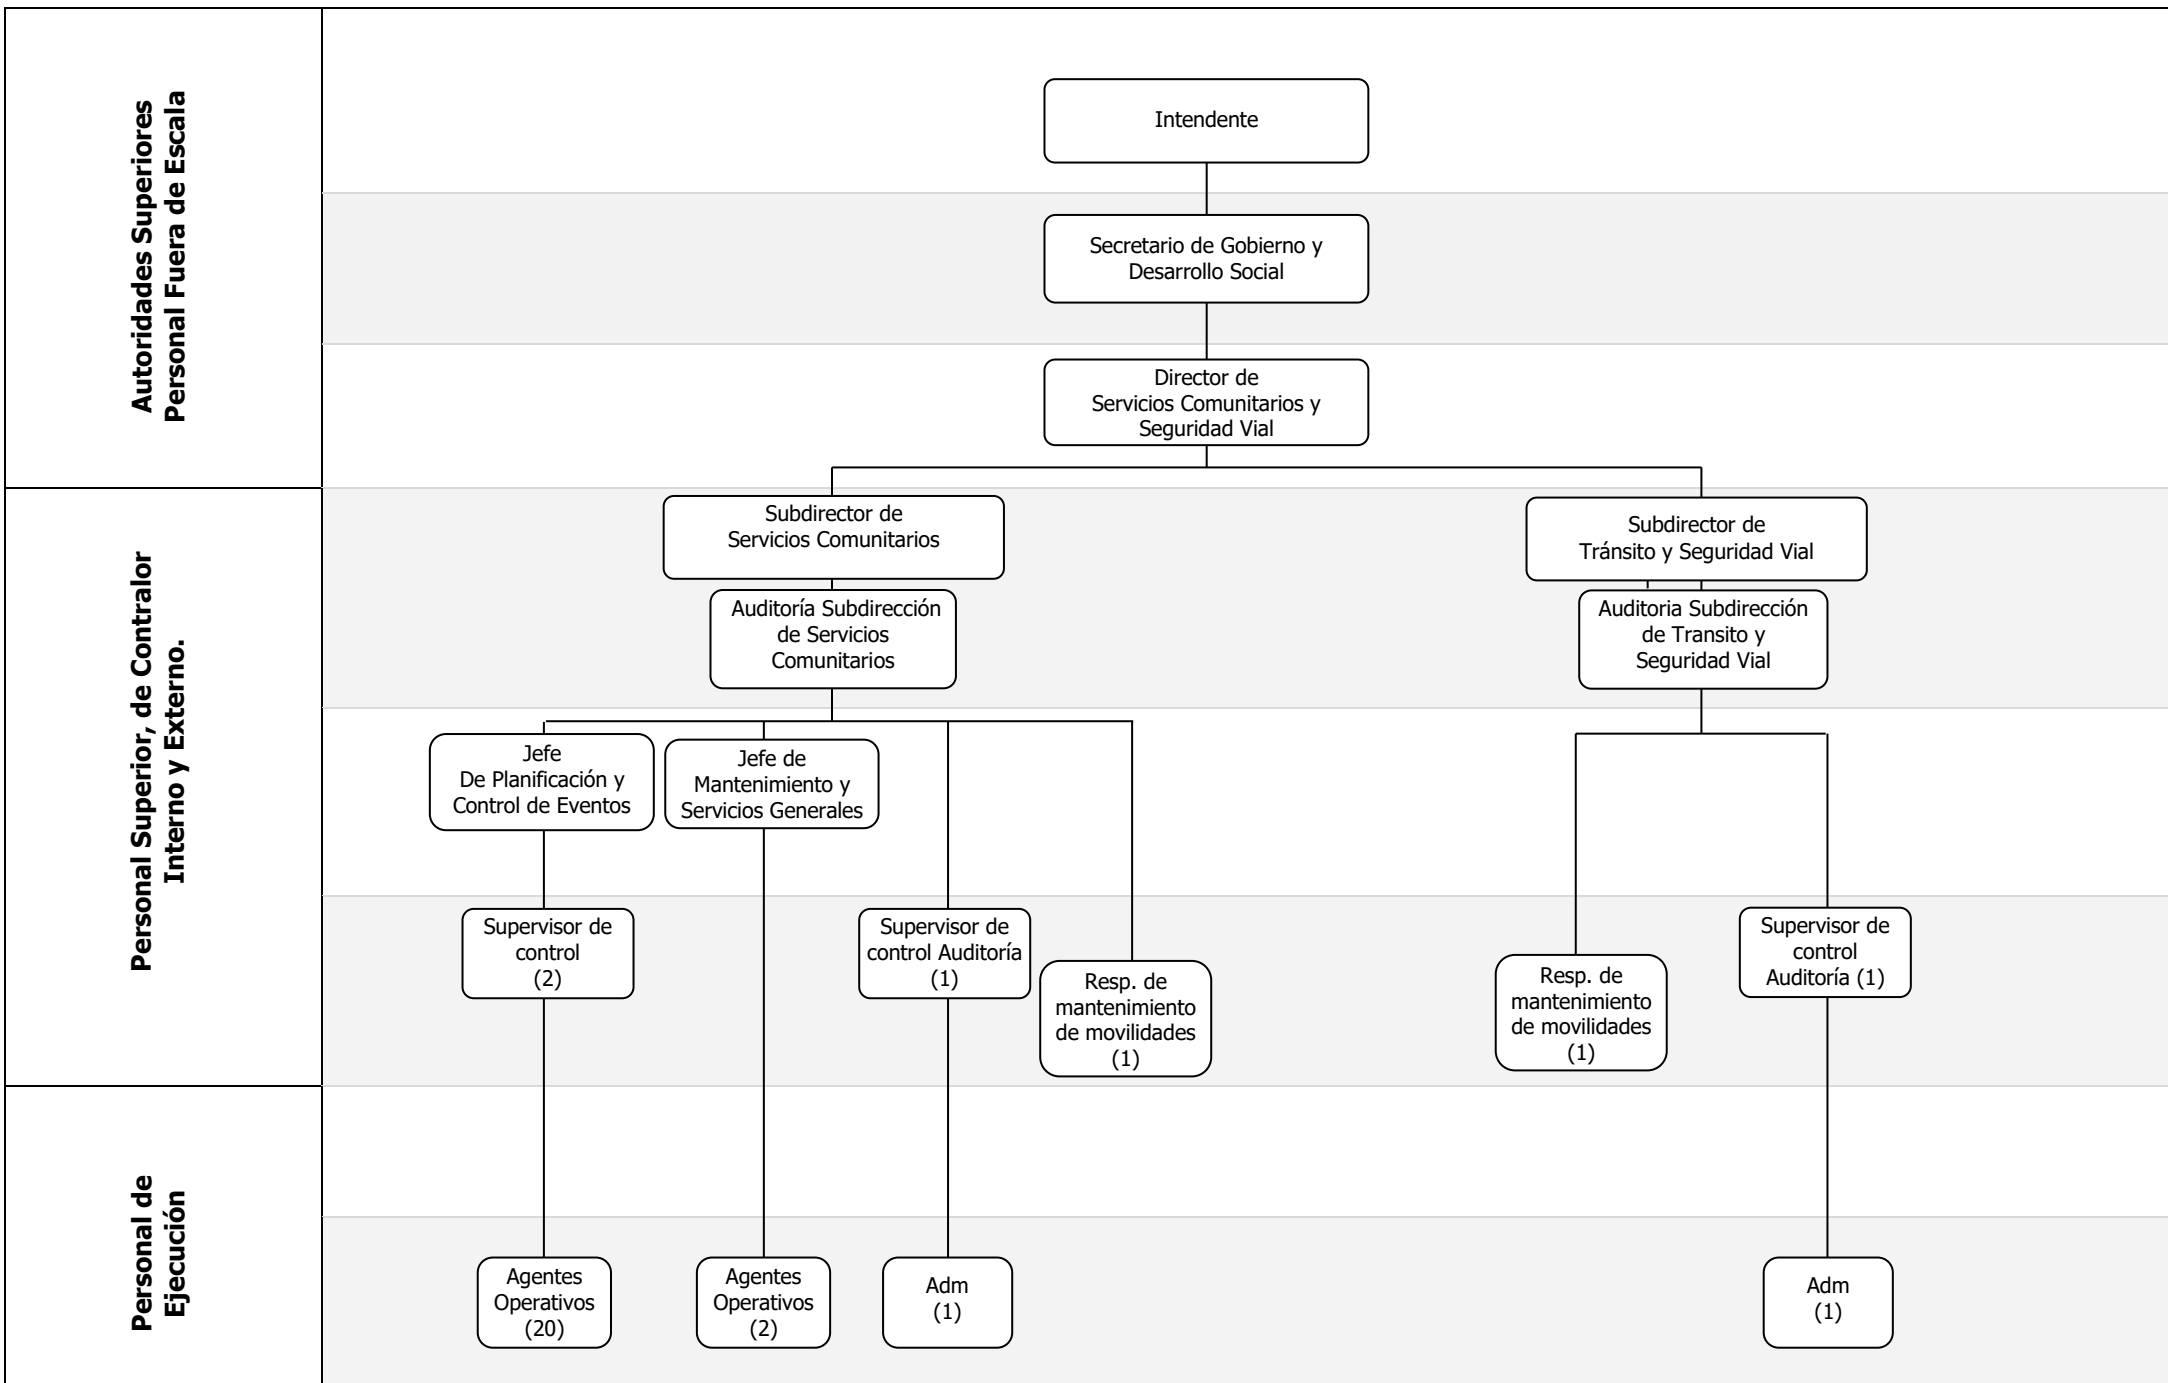 Autoridades Superiores
Personal Fuera de Escala
Intendente
Secretario de Gobierno y
Desarrollo Social
Director de
Servicios Comunitarios y
Seguridad Vial
Personal Superior, de Contralor
Interno y Externo.
Subdirector de
Servicios Comunitarios
Subdirector de
Tránsito y Seguridad Vial
Auditoría Subdirección
de Servicios
Comunitarios
Auditoria Subdirección
de Transito y
Seguridad Vial
Jefe
De Planificación y
Control de Eventos
Jefe de
Mantenimiento y
Servicios Generales
Supervisor de
control
(2)
Supervisor de
control Auditoría
(1)
Resp. de
mantenimiento
de movilidades
(1)
Resp. de
mantenimiento
de movilidades
(1)
Supervisor de
control
Auditoría (1)
Personal de
Ejecución
Agentes
Operativos
(20)
Agentes
Operativos
(2)
Adm
(1)
Adm
(1)